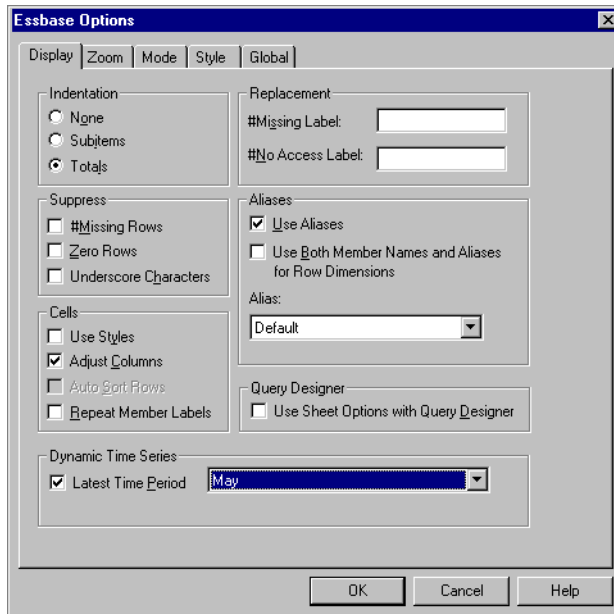 Essbase Options
Display
Zoom
Mode
Style
Global
Indentation
None
Subitems
Totals
Replacement
#Missing Label:
#No Access Label:
Suppress
#Missing Rows
Zero Rows
Underscore Characters
Aliases
Use Aliases
Use Both Member Names and Aliases
for Row Dimensions
Alias:
Default
Cells
Use Styles
Adjust Columns
Auto Sort Rows
Repeat Member Labels
Query Designer
Use Sheet Options with Query Designer
Dynamic Time Series
Latest Time Period
May
OK
Cancel
Help